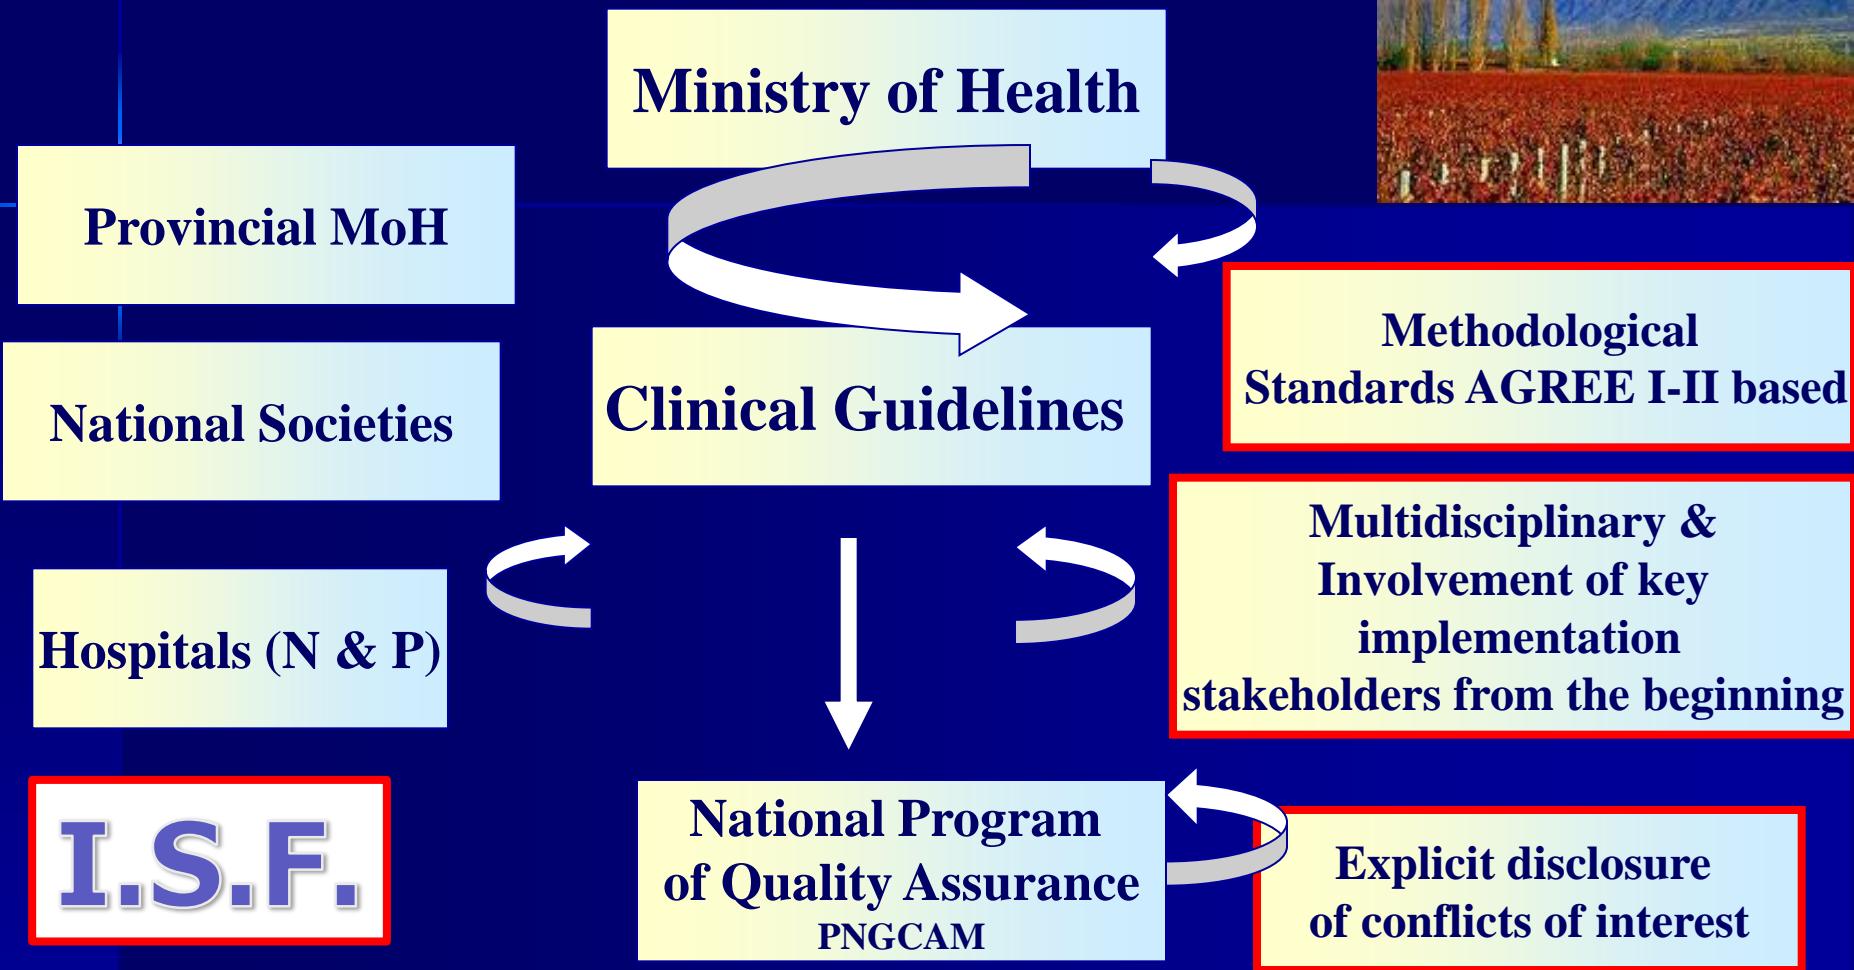 Ministry of Health
Provincial MoH
National Societies
Clinical Guidelines
Methodological
Standards AGREE I-II based
Hospitals (N & P)
Multidisciplinary &
Involvement of key
implementation
stakeholders from the beginning
I.S.F.
National Program
of Quality Assurance
PNGCAM
Explicit disclosure
of conflicts of interest